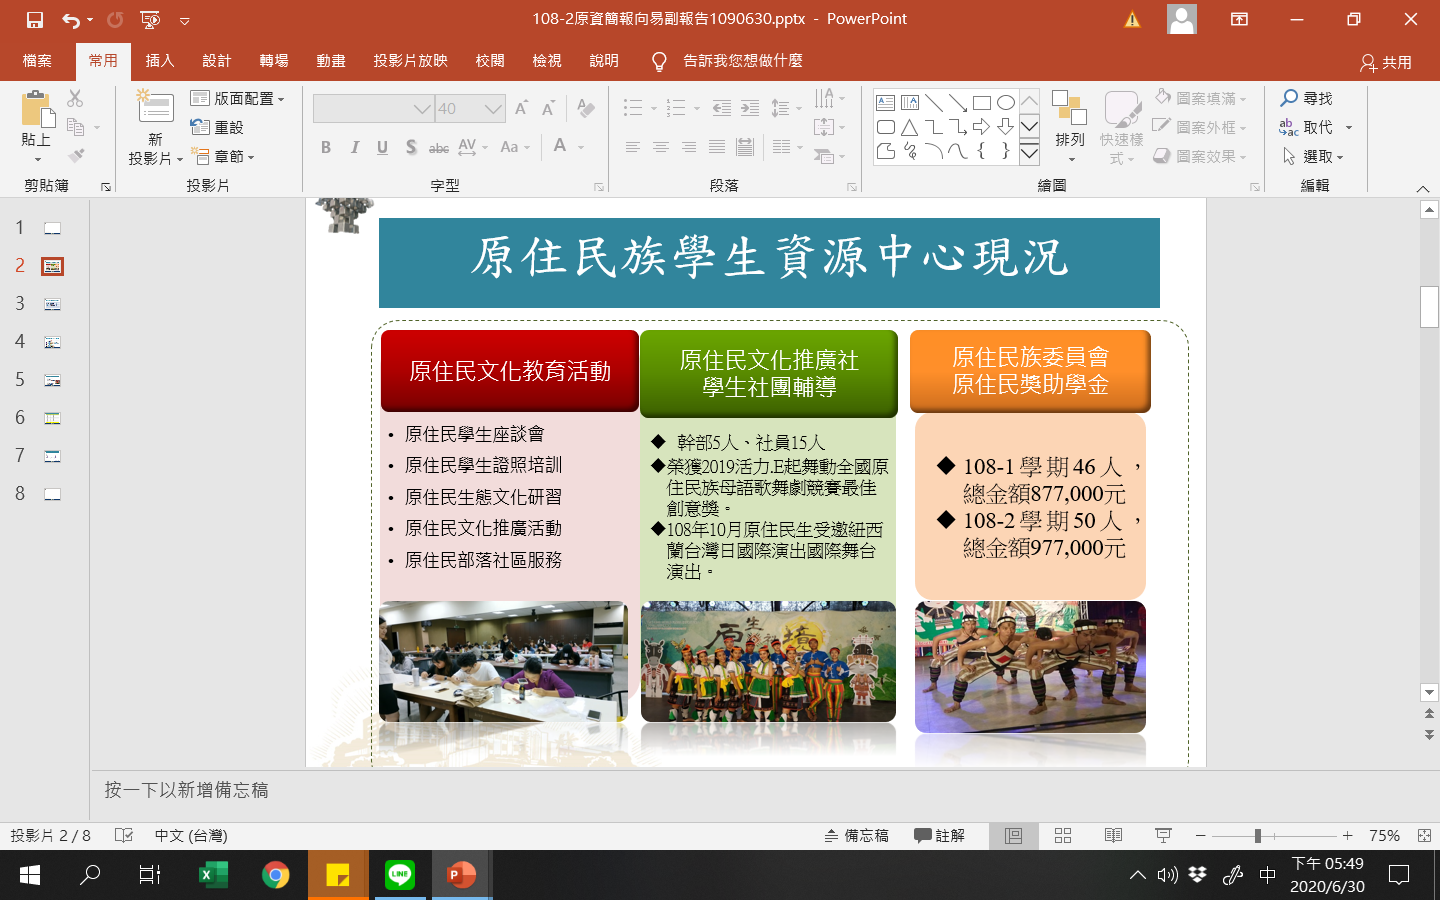 108-2原資簡報向易副報告1090630.pptx - PowerPoint
檔案 常用 插入 設計 轉場 動畫 投影片放映 校閱 檢視 說明 告訴我您想做什麼 共用
貼上
剪貼簿
新
投影片
版面配置
重設
章節
投影片
40
B I U S abc AV Aa A
字型
段落
排列
快速樣
式
圖案填滿
圖案外框
圖案效果
繪圖
尋找
取代
選取
編輯
1
2
3
4
5
6
7
8
原住民族學生資源中心現況
原住民文化教育活動
• 原住民學生座談會
• 原住民學生證照培訓
• 原住民生態文化研習
• 原住民文化推廣活動
• 原住民部落社區服務
原住民文化推廣社
學生社團輔導
◆ 幹部5人、社員15人
◆榮獲2019活力.E起舞動全國原
住民族母語歌舞劇競賽最佳
創意獎。
◆108年10月原住民生受邀紐西
蘭台灣日國際演出國際舞台
演出。
原住民族委員會
原住民獎助學金
◆ 108-1學期46人，
總金額877,000元
◆ 108-2學期50人，
總金額977,000元
按一下以新增備忘稿
投影片 2 / 8 中文 (台灣) 備忘稿 註解 75%
中
下午 05:49
2020/6/30